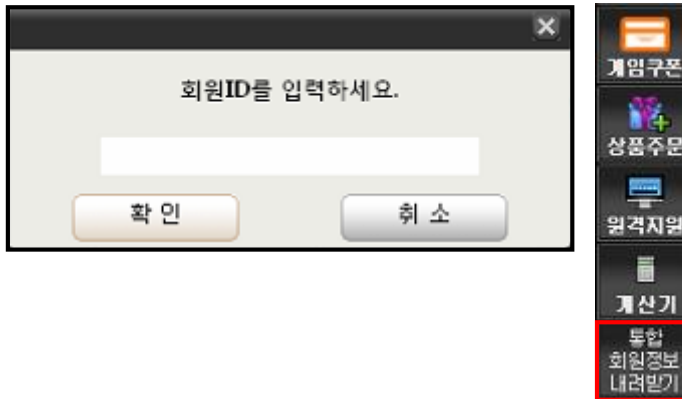 회원ID를 입력하세요.
확 인
취 소
게임쿠폰
상품주문
원격지원
계산기
통합
회원정보
내려받기